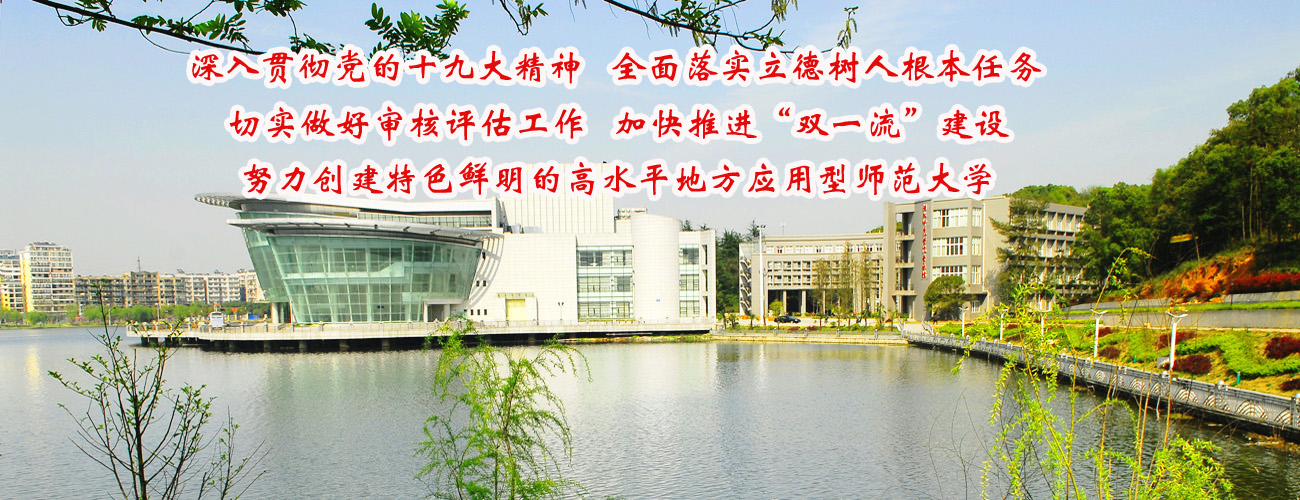 深入贯彻党的十九大精神 全面落实立德树人根本任务
切实做好审核评估工作 加快推进“双一流”建设
努力创建特色鲜明的高水平地方应用型师范大学